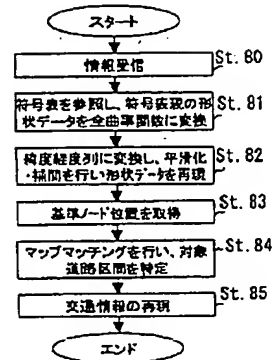 スタート
情報受信
St. 80
符号表を参照し、符号表現の形
状データを全曲率関数に変換
St. 81
緯度経度列に変換し、平滑化
・補間を行い形状データを再現
St. 82
基準ノード位置を取得
St. 83
マップマッチングを行い、対象
道路区間を特定
St. 84
交通情報の再現
St. 85
エンド